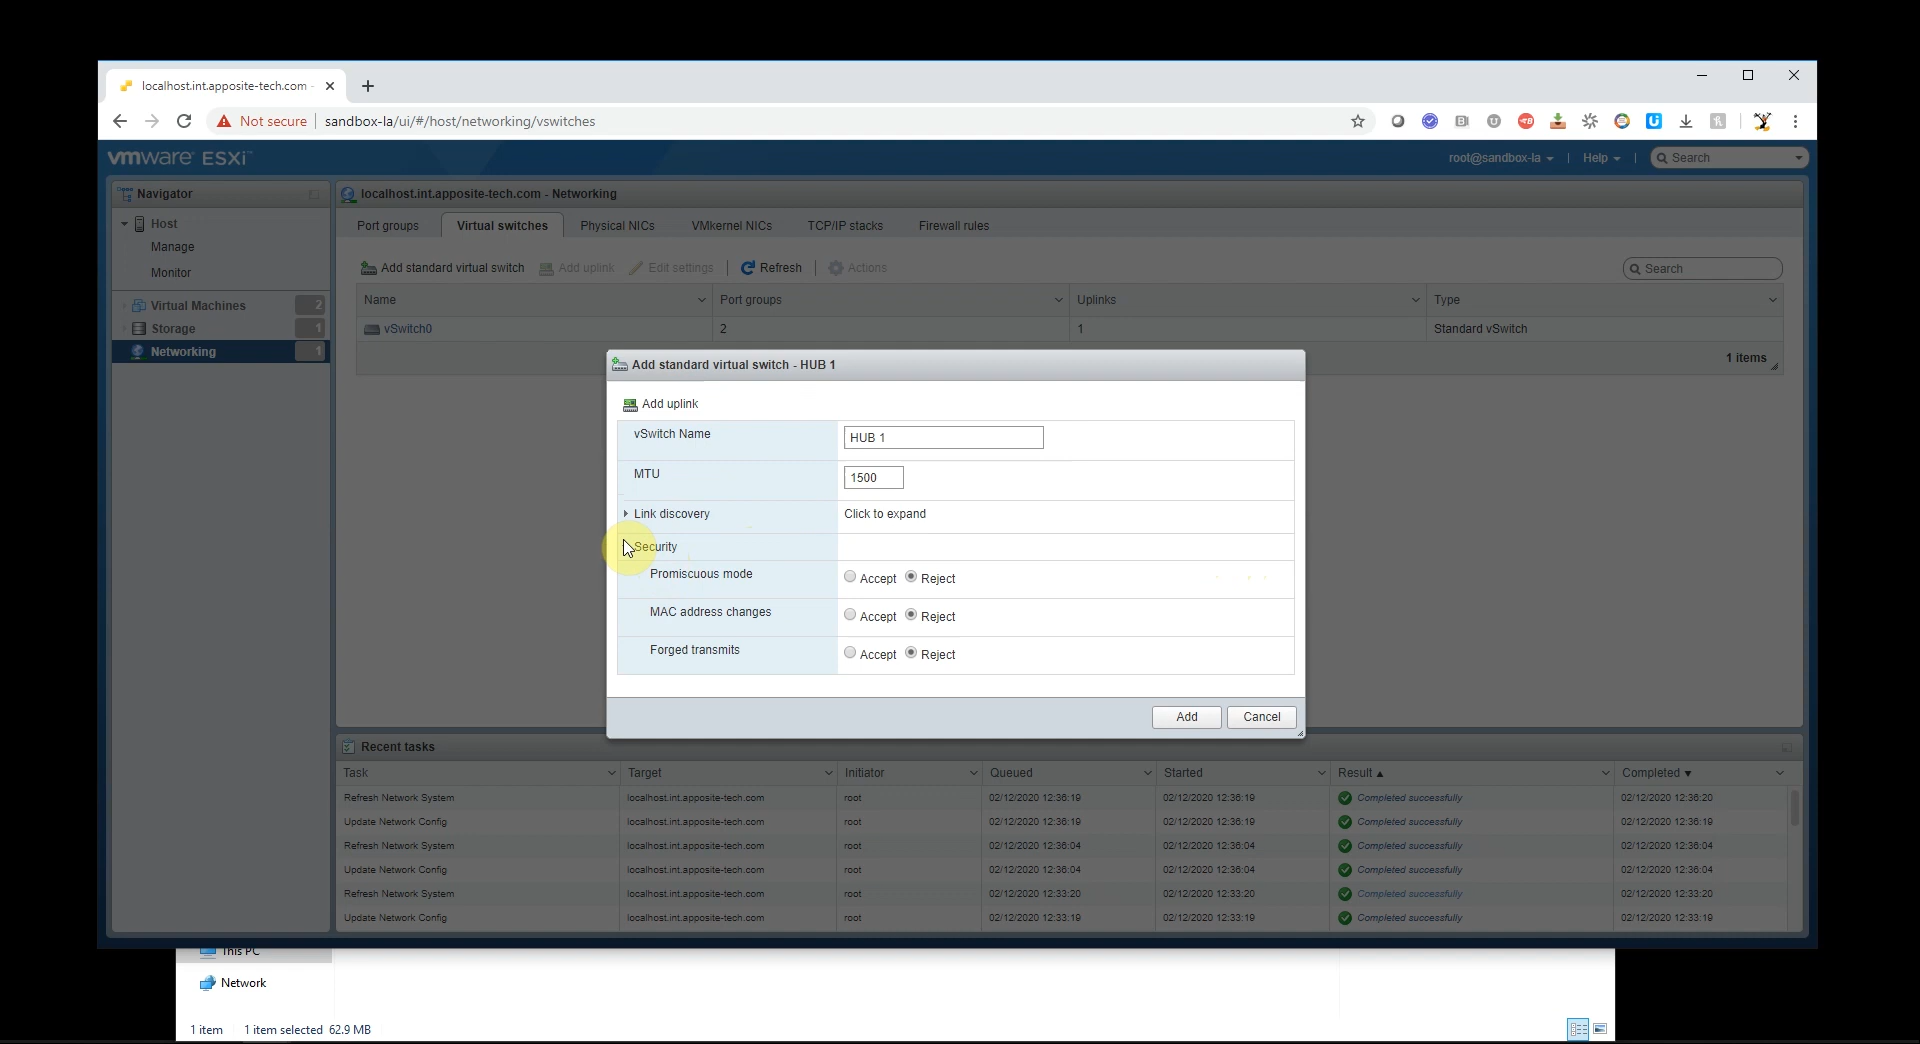 localhost.int.apposite-tech.com -
Not secure
sandbox-la/ui/#/host/networking/vswitches
vmware ESXi™
root@sandbox-la
Help
Search
Navigator
localhost.int.apposite-tech.com - Networking
Host
Manage
Monitor
Virtual Machines 2
Storage 1
Networking 1
Port groups
Virtual switches
Physical NICs
VMkernel NICs
TCP/IP stacks
Firewall rules
Add standard virtual switch
Add uplink
Edit settings
Refresh
Actions
Search
Name Port groups Uplinks Type
vSwitch0 2 1 Standard vSwitch
1 items
Add standard virtual switch - HUB 1
Add uplink
vSwitch Name HUB 1
MTU 1500
Link discovery Click to expand
Security
Promiscuous mode Accept Reject
MAC address changes Accept Reject
Forged transmits Accept Reject
Add Cancel
Recent tasks
Task Target Initiator Queued Started Result Completed
Refresh Network System localhost.int.apposite-tech.com root 02/12/2020 12:36:19 02/12/2020 12:36:19 Completed successfully 02/12/2020 12:36:20
Update Network Config localhost.int.apposite-tech.com root 02/12/2020 12:36:19 02/12/2020 12:36:19 Completed successfully 02/12/2020 12:36:19
Refresh Network System localhost.int.apposite-tech.com root 02/12/2020 12:36:04 02/12/2020 12:36:04 Completed successfully 02/12/2020 12:36:04
Update Network Config localhost.int.apposite-tech.com root 02/12/2020 12:36:04 02/12/2020 12:36:04 Completed successfully 02/12/2020 12:36:04
Refresh Network System localhost.int.apposite-tech.com root 02/12/2020 12:33:20 02/12/2020 12:33:20 Completed successfully 02/12/2020 12:33:20
Update Network Config localhost.int.apposite-tech.com root 02/12/2020 12:33:19 02/12/2020 12:33:19 Completed successfully 02/12/2020 12:33:19
This PC
Network
1 item 1 item selected 62.9 MB